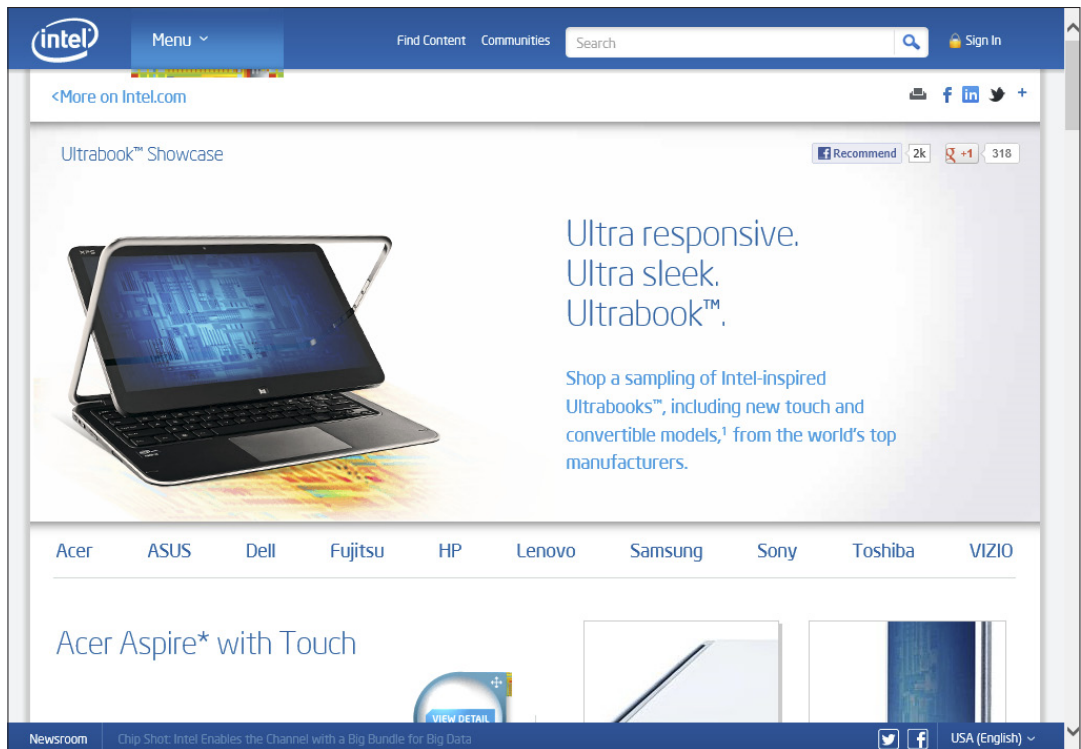 intel
Menu
Find Content Communities Search Sign In
<More on Intel.com
f in +
Ultrabook™ Showcase
f Recommend 2k g +1 318
XPS
Ultra responsive.
Ultra sleek.
Ultrabook™.
Shop a sampling of Intel-inspired
Ultrabooks™, including new touch and
convertible models,¹ from the world's top
manufacturers.
Acer ASUS Dell Fujitsu HP Lenovo Samsung Sony Toshiba VIZIO
Acer Aspire* with Touch
VIEW DETAIL
Newsroom Chip Shot: Intel Enables the Channel with a Big Bundle for Big Data f USA (English)